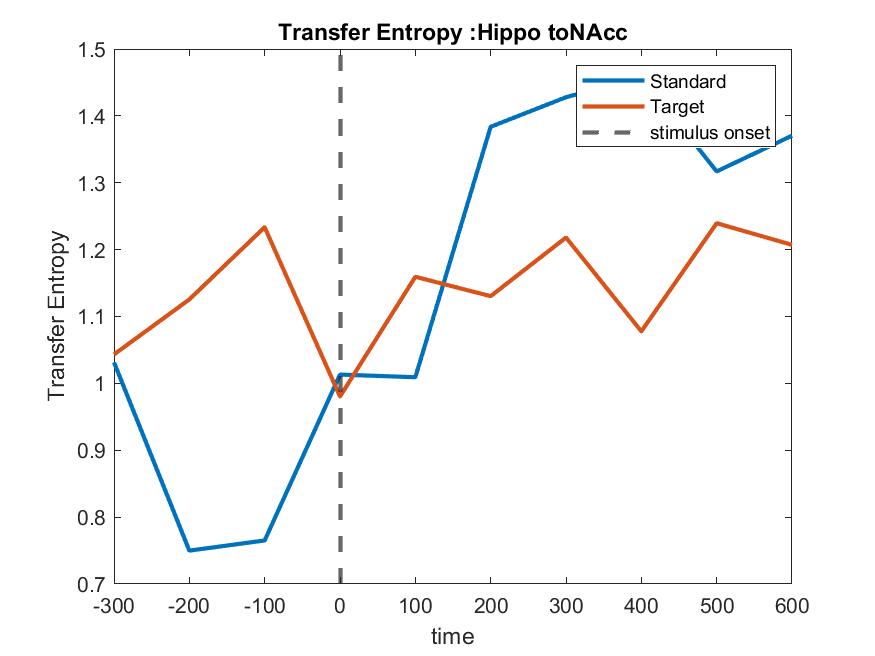 Transfer Entropy :Hippo toNAcc
1.5
1.4
1.3
1.2
1.1
1
0.9
0.8
0.7
Transfer Entropy
Standard
Target
stimulus onset
-300 -200 -100 0 100 200 300 400 500 600
time